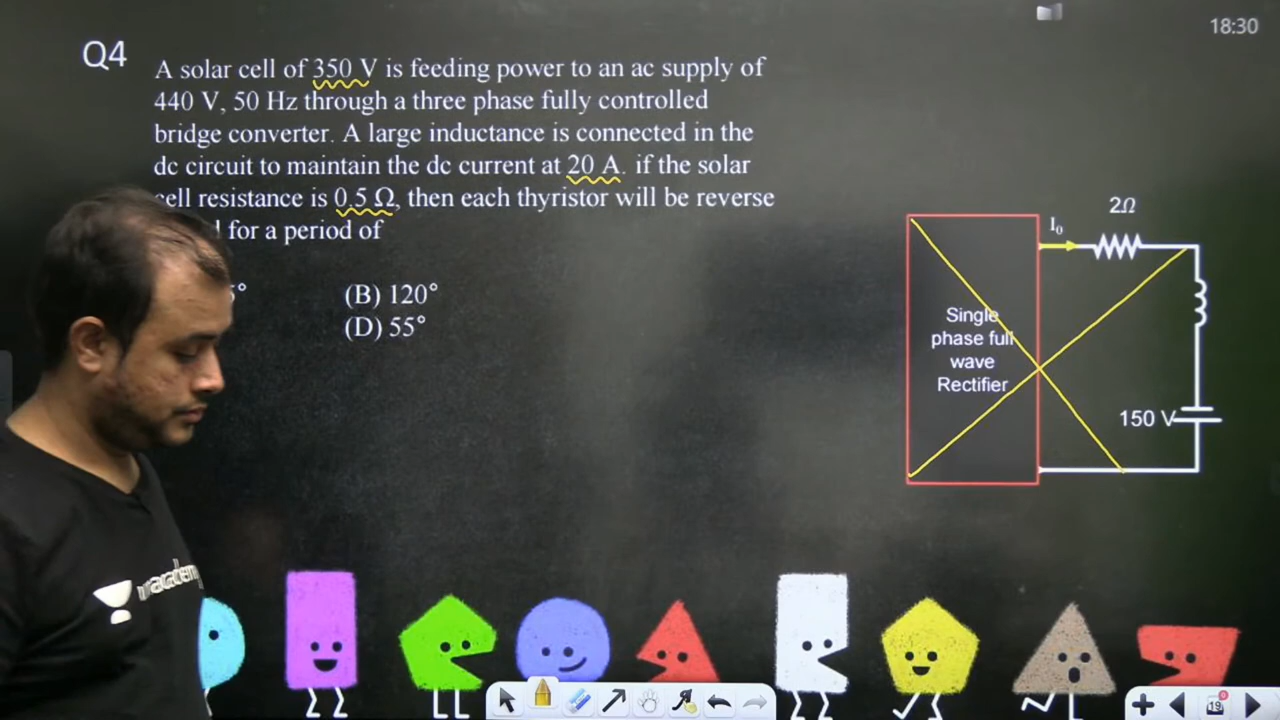 18:30
Q4
A solar cell of 350 V is feeding power to an ac supply of
440 V, 50 Hz through a three phase fully controlled
bridge converter. A large inductance is connected in the
dc circuit to maintain the dc current at 20 A. if the solar
cell resistance is 0.5 Ω, then each thyristor will be reverse
for a period of
(B) 120°
(D) 55°
I₀
2Ω
Single
phase full
wave
Rectifier
150 V
unacademy
19